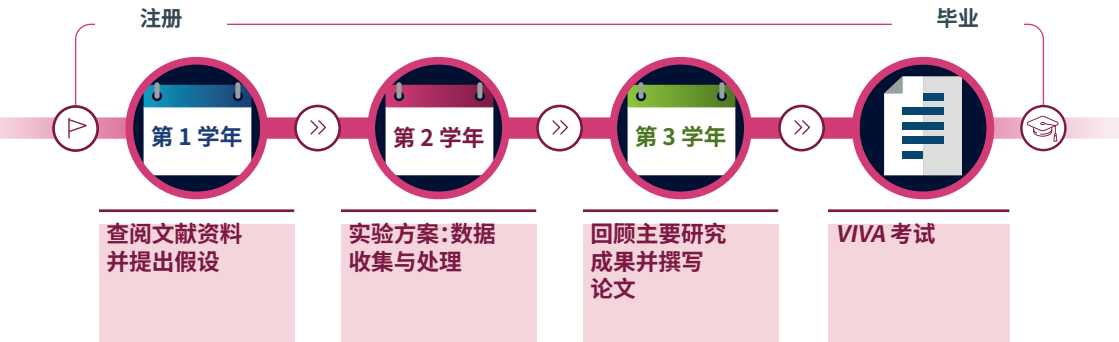 注册
毕业
第 1 学年
第 2 学年
第 3 学年
查阅文献资料
并提出假设
实验方案：数据
收集与处理
回顾主要研究
成果并撰写
论文
VIVA 考试